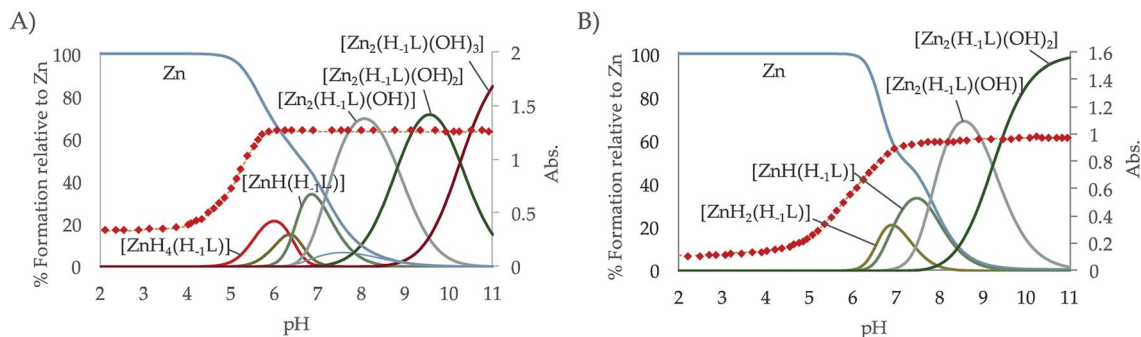 A)
% Formation relative to Zn
100
80
60
40
20
0
2 3 4 5 6 7 8 9 10 11
pH
2
1.5
1
0.5
0
Abs.
Zn
[Zn₂(H₋₁L)(OH)₃]
[Zn₂(H₋₁L)(OH)₂]
[Zn₂(H₋₁L)(OH)]
[ZnH(H₋₁L)]
[ZnH₄(H₋₁L)]
B)
% Formation relative to Zn
100
80
60
40
20
0
2 3 4 5 6 7 8 9 10 11
pH
1.6
1.4
1.2
1
0.8
0.6
0.4
0.2
0
Abs.
Zn
[Zn₂(H₋₁L)(OH)₂]
[Zn₂(H₋₁L)(OH)]
[ZnH(H₋₁L)]
[ZnH₂(H₋₁L)]